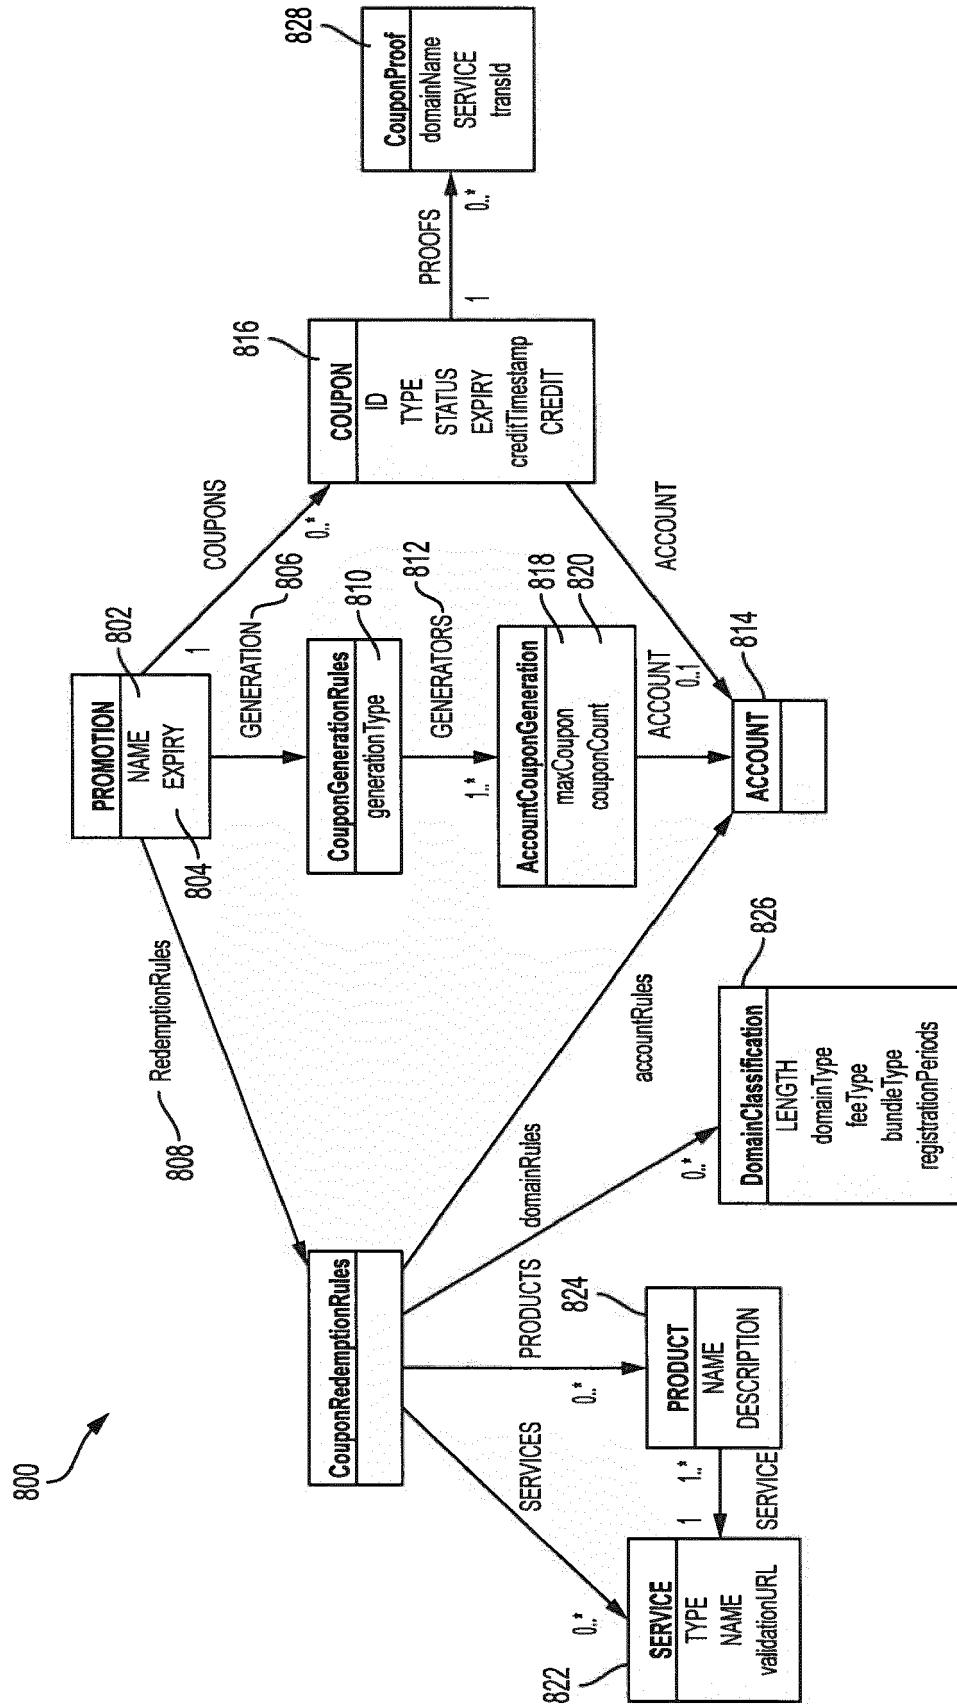 800
PROMOTION
NAME
EXPIRY
802
804
RedemptionRules
808
GENERATION
806
COUPONS
1
0..*
CouponRedemptionRules
CouponGenerationRules
generationType
810
GENERATORS
812
1..*
COUPON
ID
TYPE
STATUS
EXPIRY
creditTimestamp
CREDIT
816
PROOFS
1
0..*
CouponProof
domainName
SERVICE
transId
828
AccountCouponGeneration
maxCoupon
couponCount
818
820
ACCOUNT
0..1
ACCOUNT
ACCOUNT
814
accountRules
domainRules
0..*
PRODUCTS
0..*
SERVICES
0..*
SERVICE
TYPE
NAME
validationURL
822
1
1..*
SERVICE
PRODUCT
NAME
DESCRIPTION
824
DomainClassification
LENGTH
domainType
feeType
bundleType
registrationPeriods
826